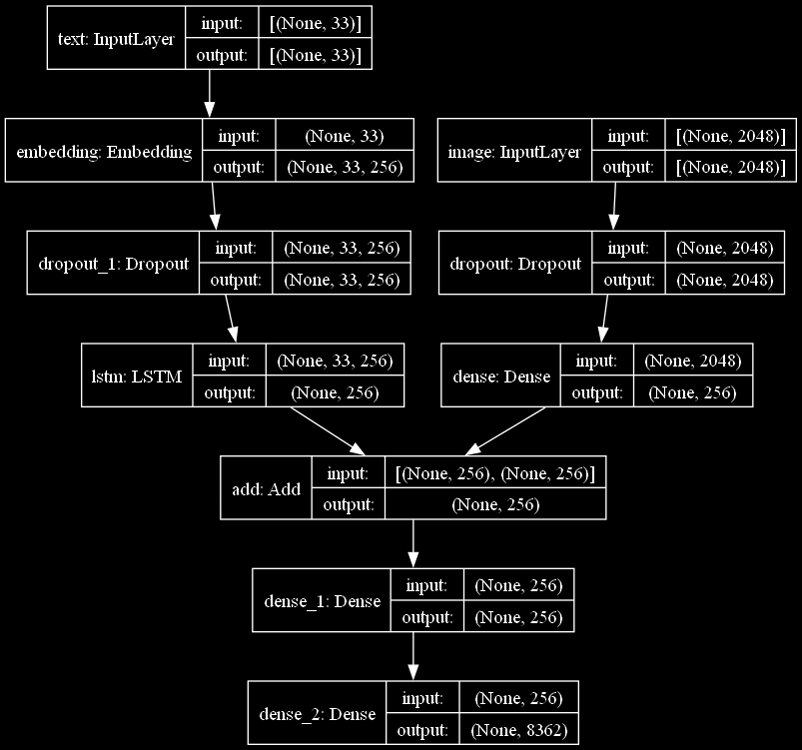 text: InputLayer
input: [(None, 33)]
output: [(None, 33)]
embedding: Embedding
input: (None, 33)
output: (None, 33, 256)
image: InputLayer
input: [(None, 2048)]
output: [(None, 2048)]
dropout_1: Dropout
input: (None, 33, 256)
output: (None, 33, 256)
dropout: Dropout
input: (None, 2048)
output: (None, 2048)
lstm: LSTM
input: (None, 33, 256)
output: (None, 256)
dense: Dense
input: (None, 2048)
output: (None, 256)
add: Add
input: [(None, 256), (None, 256)]
output: (None, 256)
dense_1: Dense
input: (None, 256)
output: (None, 256)
dense_2: Dense
input: (None, 256)
output: (None, 8362)